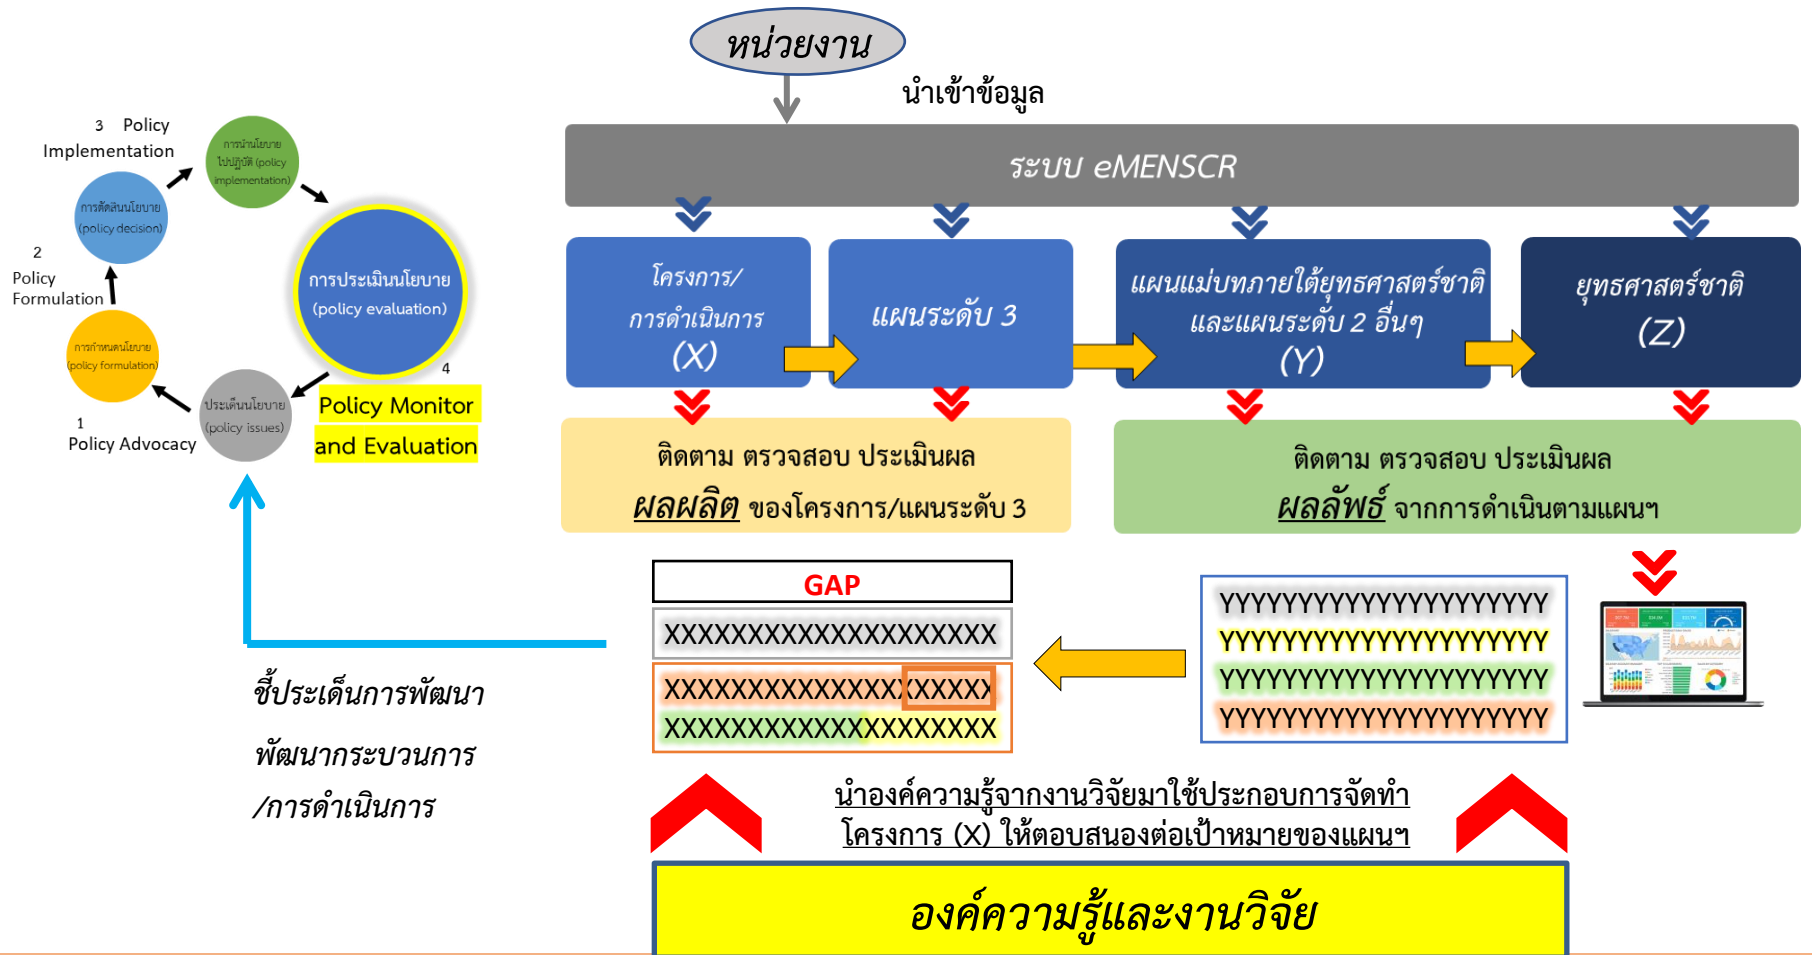 หน่วยงาน
นำเข้าข้อมูล
ระบบ eMENSCR
3 Policy
Implementation
การนำนโยบาย
ไปปฏิบัติ (policy
implementation)
การตัดสินนโยบาย
(policy decision)
2
Policy
Formulation
การประเมินนโยบาย
(policy evaluation)
การกำหนดนโยบาย
(policy formulation)
4
ประเด็นนโยบาย
(policy issues)
1
Policy Advocacy
Policy Monitor
and Evaluation
โครงการ/
การดำเนินการ
(X)
แผนระดับ 3
แผนแม่บทภายใต้ยุทธศาสตร์ชาติ
และแผนระดับ 2 อื่นๆ
(Y)
ยุทธศาสตร์ชาติ
(Z)
ติดตาม ตรวจสอบ ประเมินผล
ผลผลิต ของโครงการ/แผนระดับ 3
ติดตาม ตรวจสอบ ประเมินผล
ผลลัพธ์ จากการดำเนินตามแผนฯ
GAP
XXXXXXXXXXXXXXXXXXXX
XXXXXXXXXXXXXXXXXXXX
XXXXXXXXXXXXXXXXXXXX
YYYYYYYYYYYYYYYYYYYYY
YYYYYYYYYYYYYYYYYYYYY
YYYYYYYYYYYYYYYYYYYYY
YYYYYYYYYYYYYYYYYYYYY
ชี้ประเด็นการพัฒนา
พัฒนากระบวนการ
/การดำเนินการ
นำองค์ความรู้จากงานวิจัยมาใช้ประกอบการจัดทำ
โครงการ (X) ให้ตอบสนองต่อเป้าหมายของแผนฯ
องค์ความรู้และงานวิจัย